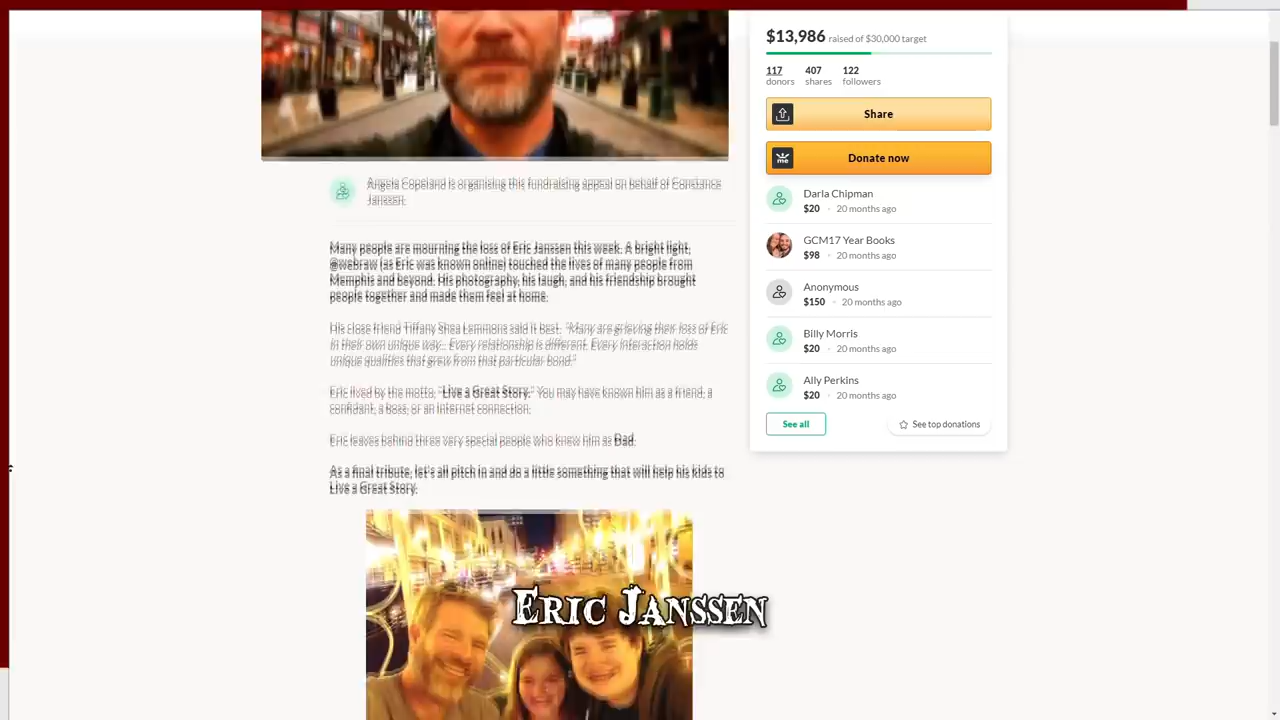 $13,986 raised of $30,000 target
117 donors
407 shares
122 followers
Share
Donate now
Darla Chipman
$20 · 20 months ago
GCM17 Year Books
$98 · 20 months ago
Anonymous
$150 · 20 months ago
Billy Morris
$20 · 20 months ago
Ally Perkins
$20 · 20 months ago
See all
See top donations
Angela Copeland is organising this fundraising appeal on behalf of Constance
Janssen.
Many people are mourning the loss of Eric Janssen this week. A bright light,
@webraw (as Eric was known online) touched the lives of many people from
Memphis and beyond. His photography, his laugh, and his friendship brought
people together and made them feel at home.
His close friend Tiffany Shea Lemmons said it best. "Many are grieving their loss of Eric
in their own unique way... Every relationship is different. Every interaction holds
unique qualities that grew from that particular bond."
Eric lived by the motto, "Live a Great Story." You may have known him as a friend, a
confidant, a boss, or an internet connection.
Eric leaves behind three very special people who knew him as Dad.
As a final tribute, let's all pitch in and do a little something that will help his kids to
Live a Great Story.
Eric Janssen